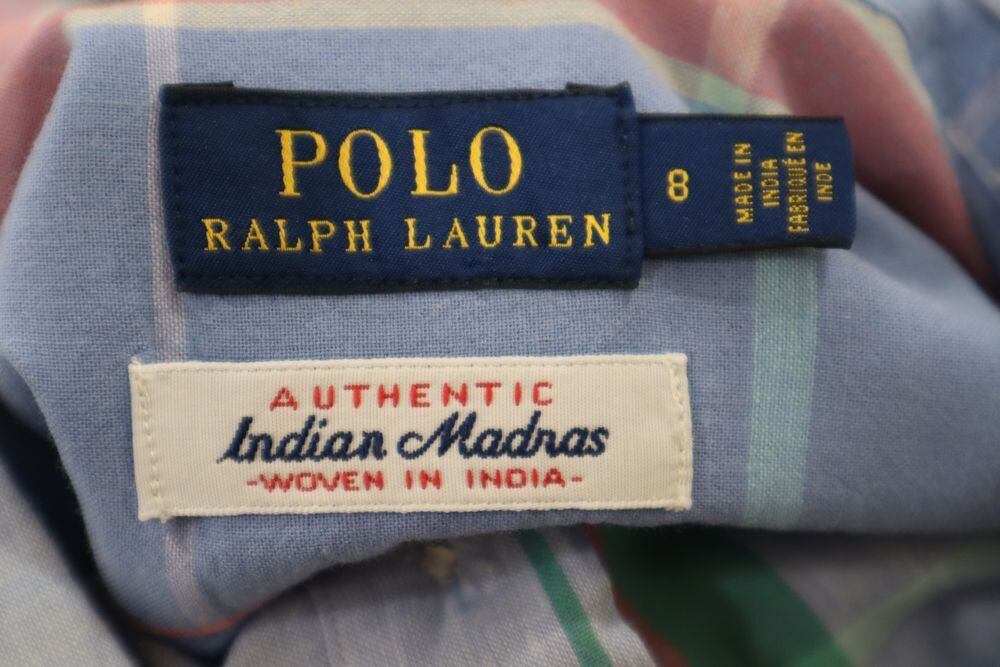 POLO
RALPH LAUREN
8
MADE IN
INDIA
FABRIQUÉ EN
INDE
AUTHENTIC
Indian Madras
-WOVEN IN INDIA-